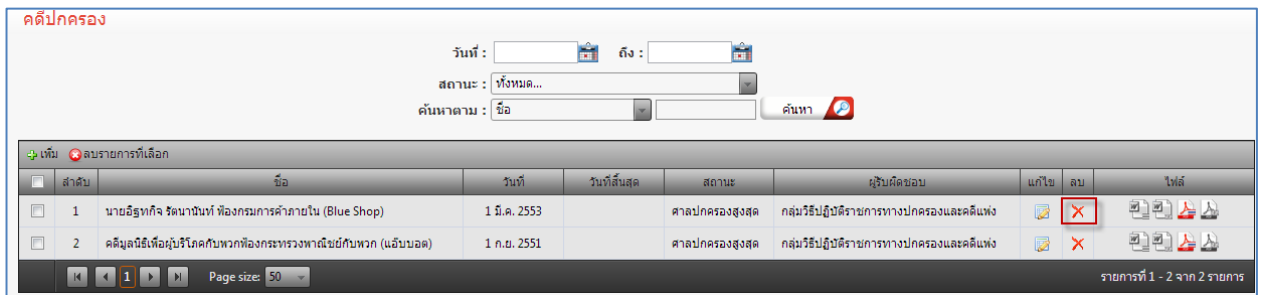 คดีปกครอง
วันที่ : ถึง :
สถานะ : ทั้งหมด...
ค้นหาตาม : ชื่อ ค้นหา
เพิ่ม ลบรายการที่เลือก
ลำดับ ชื่อ วันที่ วันที่สิ้นสุด สถานะ ผู้รับผิดชอบ แก้ไข ลบ ไฟล์
1 นายอิฐทกิจ รัตนานันท์ ฟ้องกรมการค้าภายใน (Blue Shop) 1 มี.ค. 2553 ศาลปกครองสูงสุด กลุ่มวิธีปฏิบัติราชการทางปกครองและคดีแพ่ง
2 คดีมูลนิธิเพื่อผู้บริโภคกับพวกฟ้องกระทรวงพาณิชย์กับพวก (แอ๊บบอต) 1 ก.ย. 2551 ศาลปกครองสูงสุด กลุ่มวิธีปฏิบัติราชการทางปกครองและคดีแพ่ง
1 Page size: 50 รายการที่ 1 - 2 จาก 2 รายการ